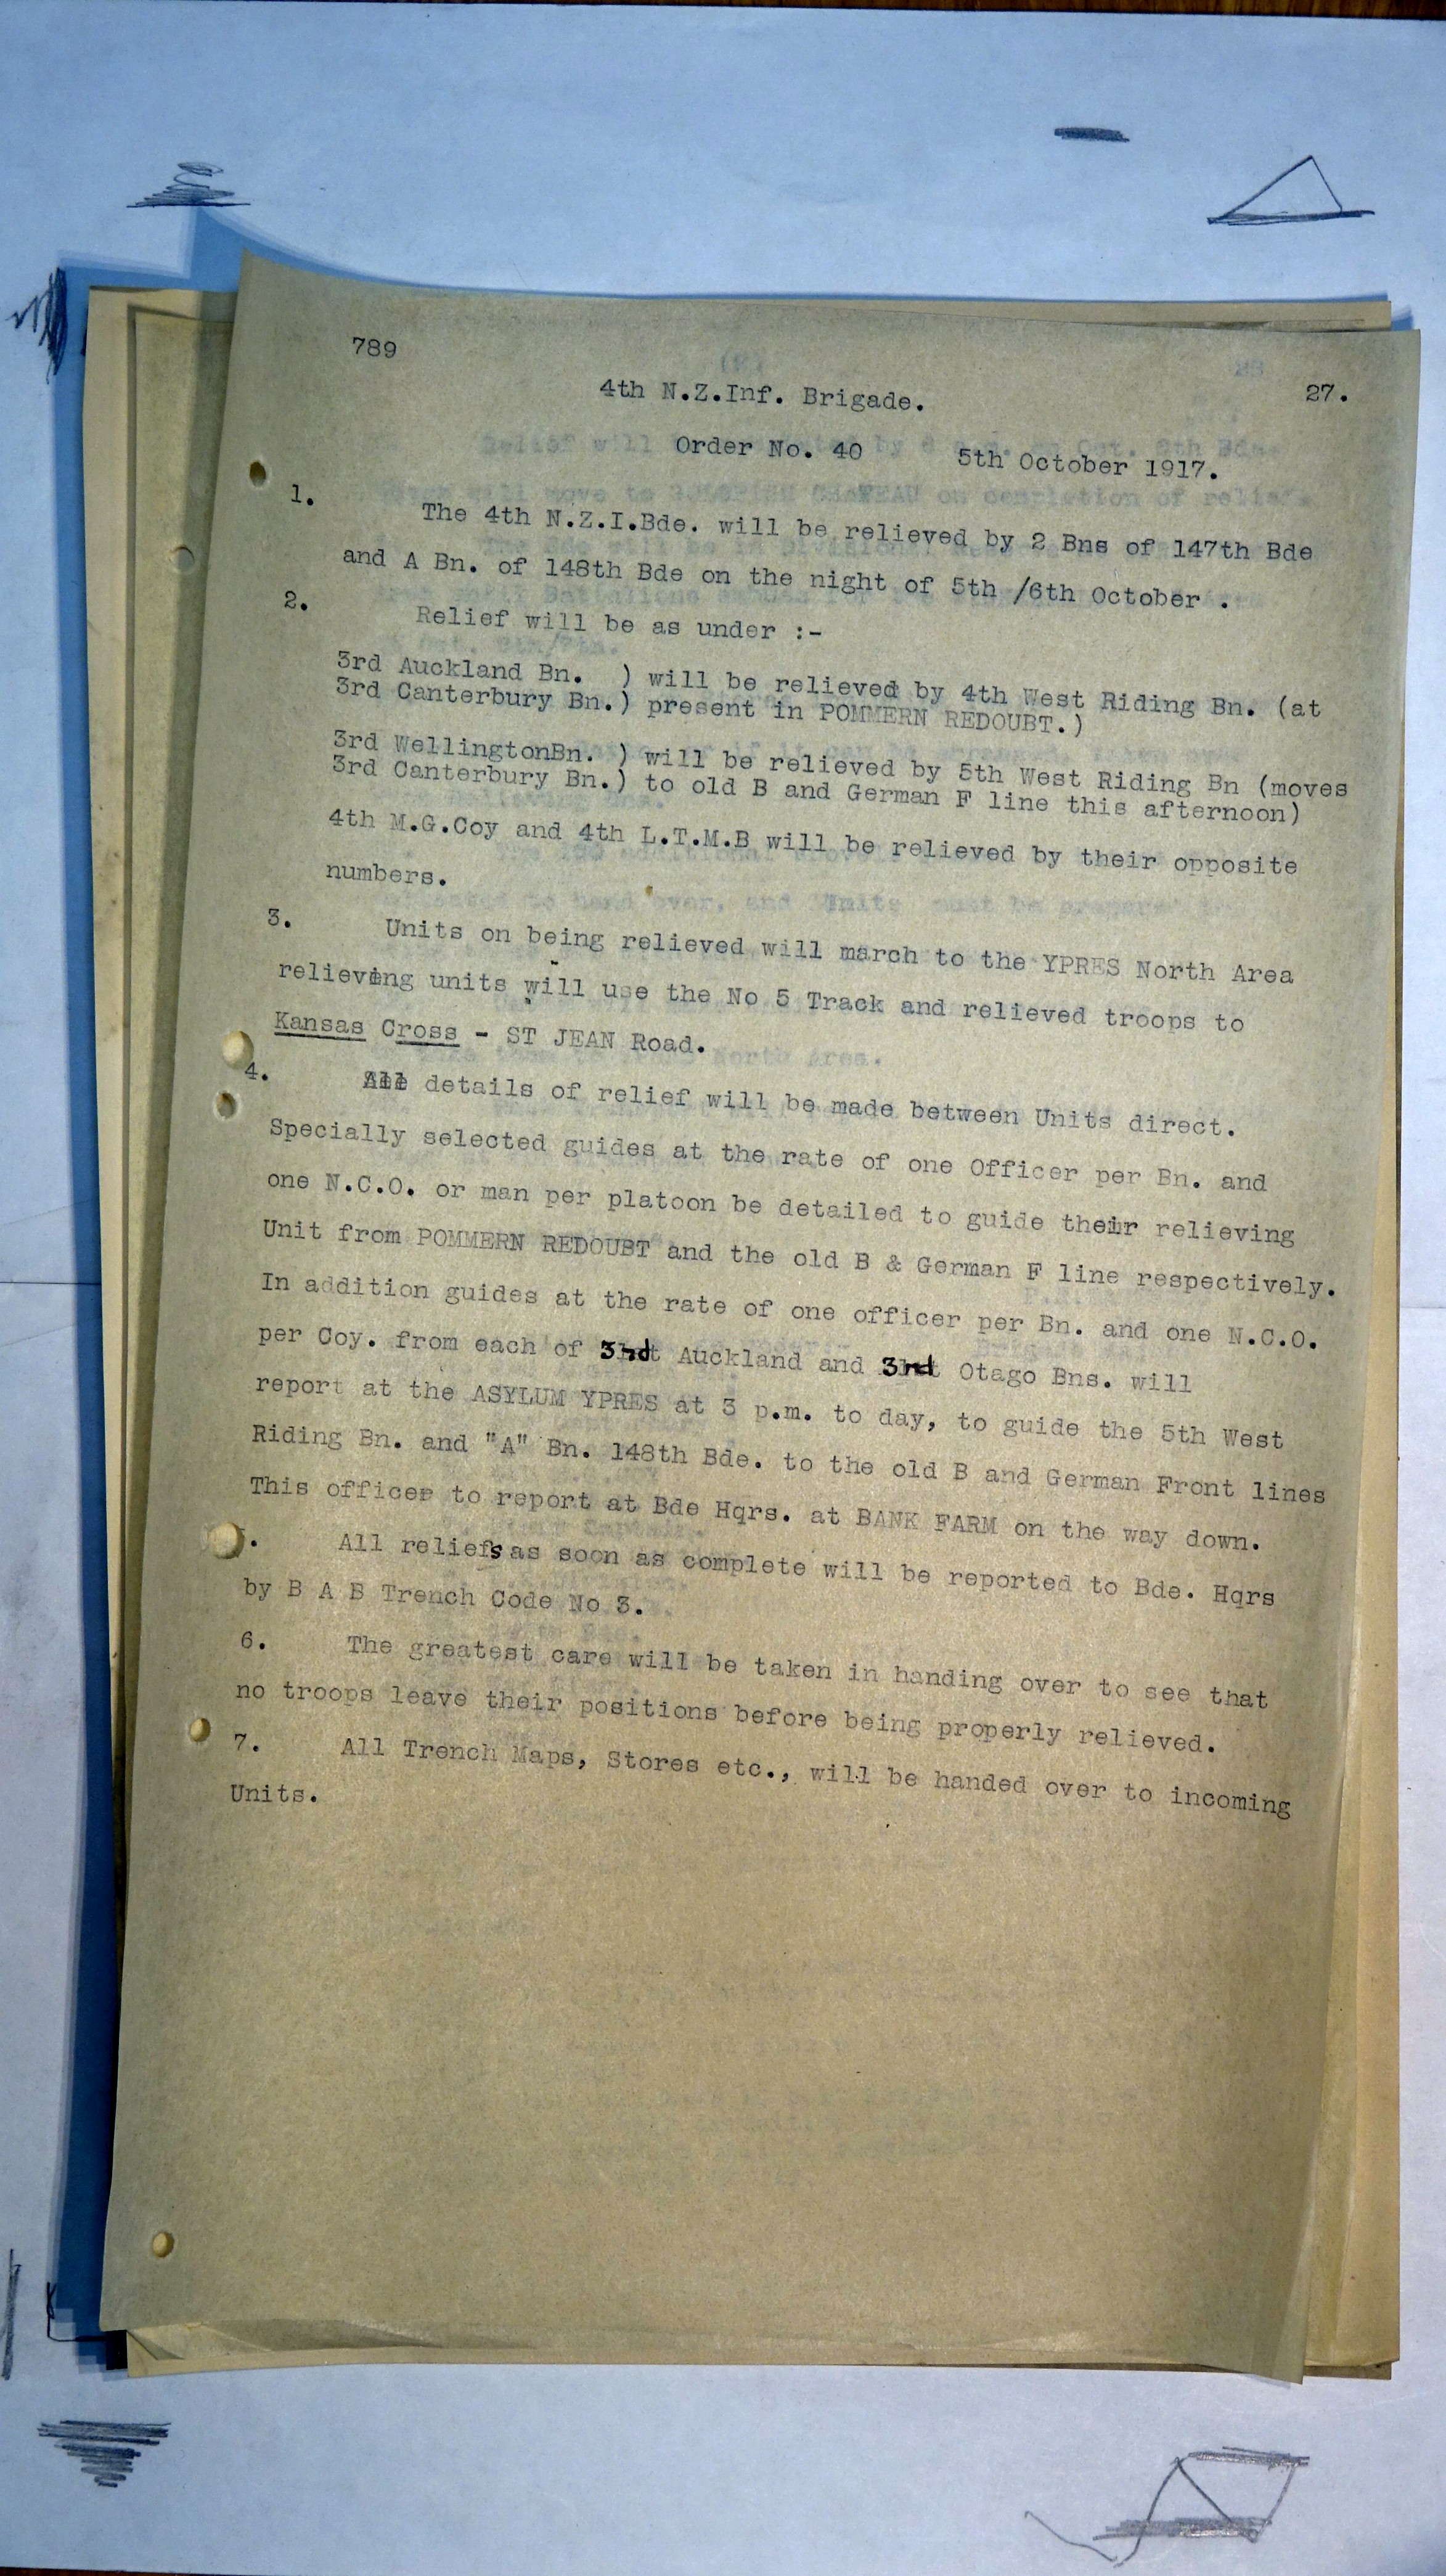 789
4th N.Z.Inf. Brigade.
27.
Order No. 40 5th October 1917.
1. The 4th N.Z.I.Bde. will be relieved by 2 Bns of 147th Bde
and A Bn. of 148th Bde on the night of 5th /6th October .
2. Relief will be as under :-
3rd Auckland Bn. ) will be relieved by 4th West Riding Bn. (at
3rd Canterbury Bn.) present in POMMERN REDOUBT.)
3rd WellingtonBn. ) will be relieved by 5th West Riding Bn (moves
3rd Canterbury Bn.) to old B and German F line this afternoon)
4th M.G.Coy and 4th L.T.M.B will be relieved by their opposite
numbers.
3. Units on being relieved will march to the YPRES North Area
relieving units will use the No 5 Track and relieved troops to
Kansas Cross - ST JEAN Road.
4. All details of relief will be made between Units direct.
Specially selected guides at the rate of one Officer per Bn. and
one N.C.O. or man per platoon be detailed to guide their relieving
Unit from POMMERN REDOUBT and the old B & German F line respectively.
In addition guides at the rate of one officer per Bn. and one N.C.O.
per Coy. from each of 3rd Auckland and 3rd Otago Bns. will
report at the ASYLUM YPRES at 3 p.m. to day, to guide the 5th West
Riding Bn. and "A" Bn. 148th Bde. to the old B and German Front lines
This officer to report at Bde Hqrs. at BANK FARM on the way down.
. All reliefs as soon as complete will be reported to Bde. Hqrs
by B A B Trench Code No 3.
6. The greatest care will be taken in handing over to see that
no troops leave their positions before being properly relieved.
7. All Trench Maps, Stores etc., will be handed over to incoming
Units.